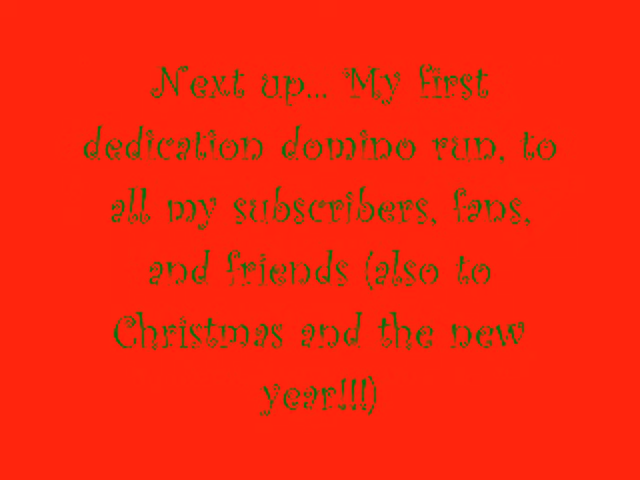 Next up... My first
dedication domino run, to
all my subscribers, fans,
and friends (also to
Christmas and the new
year!!!)